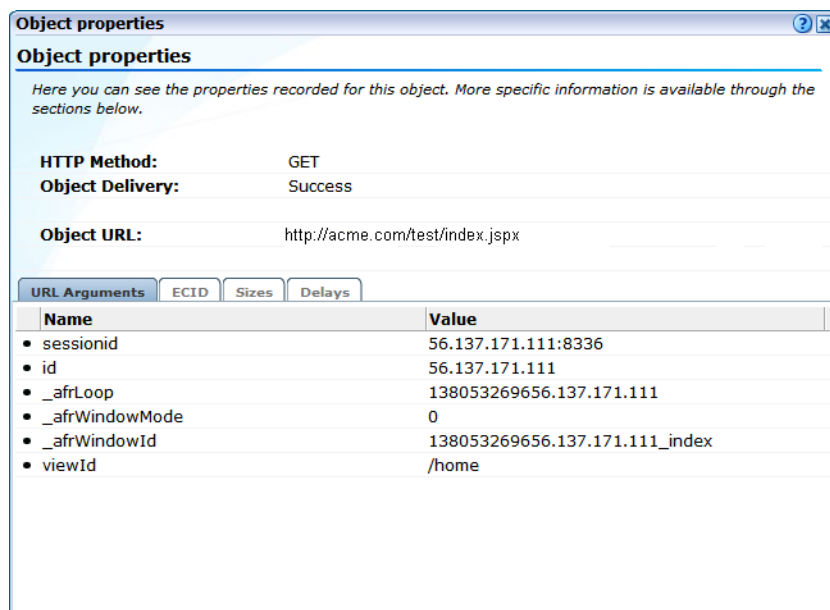 Object properties
Object properties
Here you can see the properties recorded for this object. More specific information is available through the
sections below.
HTTP Method: GET
Object Delivery: Success
Object URL: http://acme.com/test/index.jspx
URL Arguments ECID Sizes Delays
Name Value
• sessionid 56.137.171.111:8336
• id 56.137.171.111
• _afrLoop 138053269656.137.171.111
• _afrWindowMode 0
• _afrWindowId 138053269656.137.171.111_index
• viewId /home